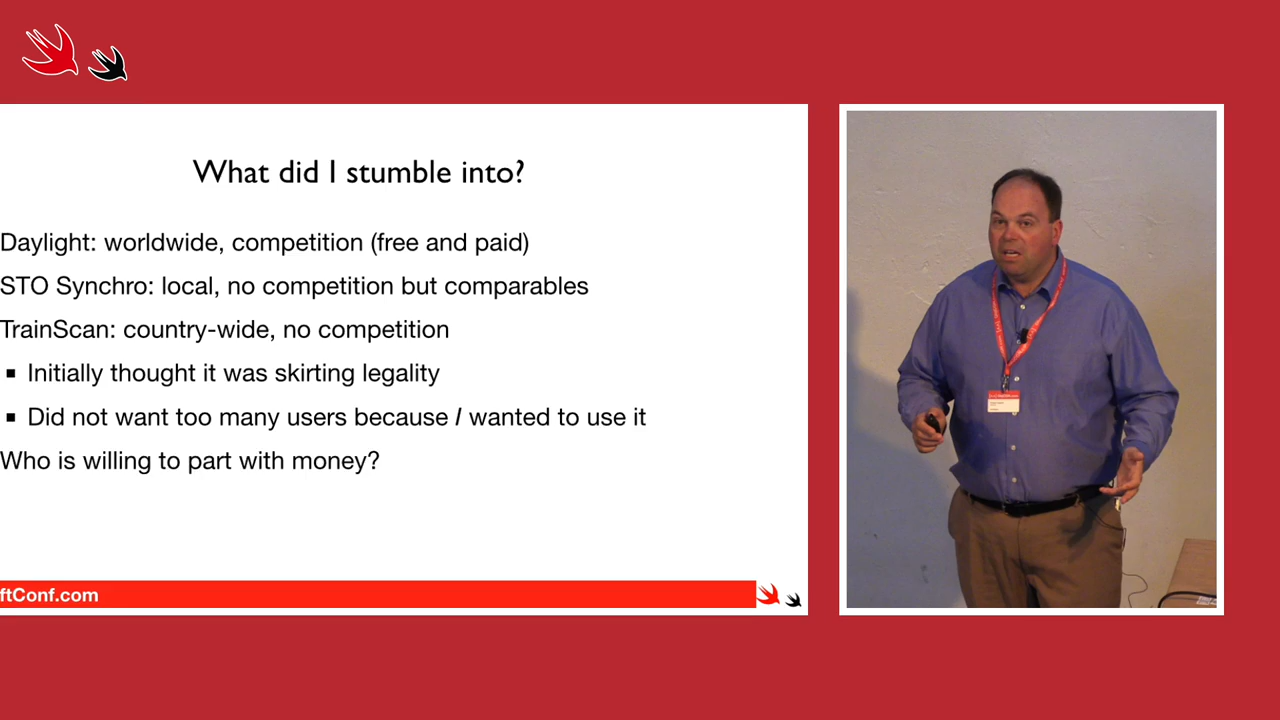 What did I stumble into?
Daylight: worldwide, competition (free and paid)
STO Synchro: local, no competition but comparables
TrainScan: country-wide, no competition
▪ Initially thought it was skirting legality
▪ Did not want too many users because I wanted to use it
Who is willing to part with money?
ftConf.com